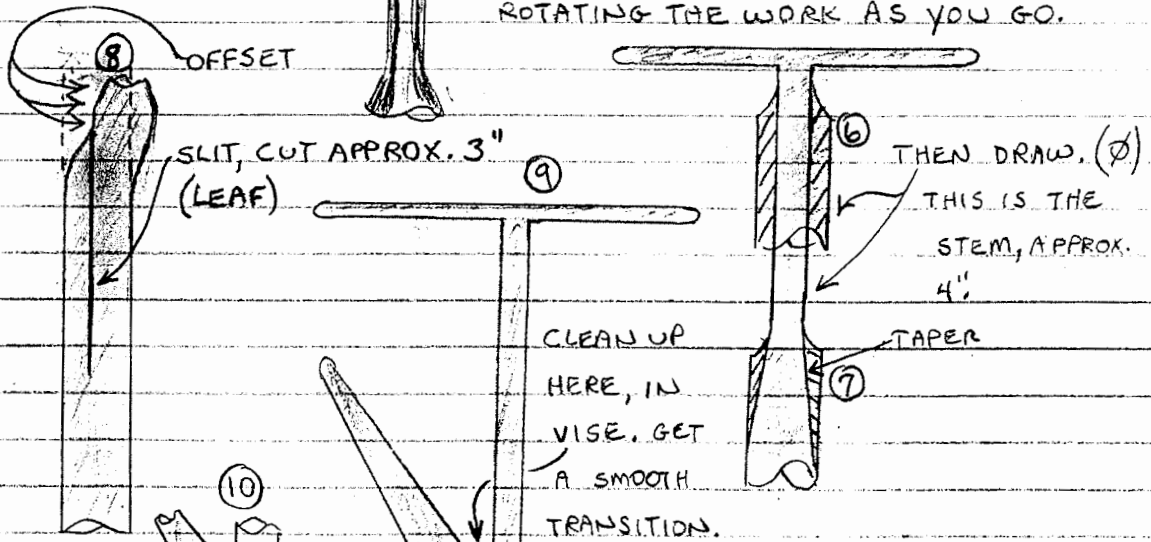 ROTATING THE WORK AS YOU GO.
8
OFFSET
SLIT, CUT APPROX. 3"
(LEAF)
6
THEN DRAW. (Ø)
THIS IS THE
STEM, APPROX.
4".
TAPER
7
9
CLEAN UP
HERE, IN
VISE. GET
A SMOOTH
TRANSITION.
10